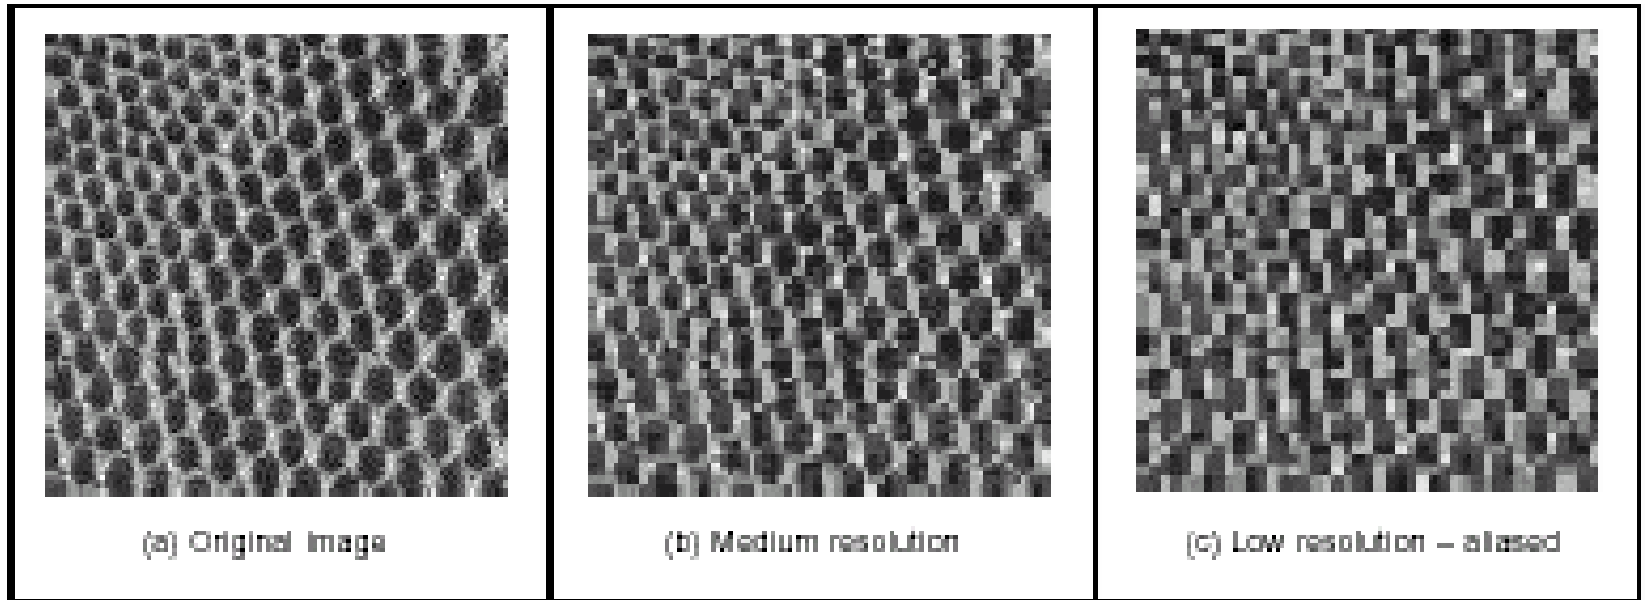 (a) Original image
(b) Medium resolution
(c) Low resolution – aliased